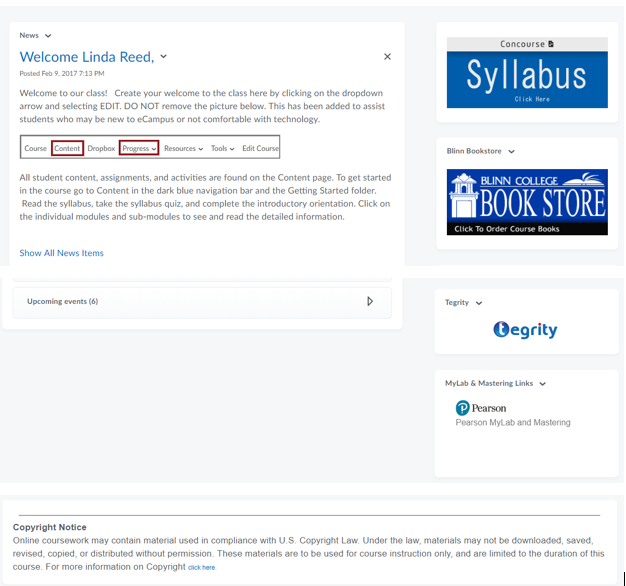 News
Welcome Linda Reed,
Posted Feb 9, 2017 7:13 PM
Welcome to our class!   Create your welcome to the class here by clicking on the dropdown
arrow and selecting EDIT. DO NOT remove the picture below. This has been added to assist
students who may be new to eCampus or not comfortable with technology.
Course Content Dropbox Progress Resources Tools Edit Course
All student content, assignments, and activities are found on the Content page. To get started
in the course go to Content in the dark blue navigation bar and the Getting Started folder.
Read the syllabus, take the syllabus quiz, and complete the introductory orientation. Click on
the individual modules and sub-modules to see and read the detailed information.
Show All News Items
Upcoming events (6)
Concourse
Syllabus
Click Here
Blinn Bookstore
BLINN COLLEGE
BOOK STORE
Click To Order Course Books
Tegrity
tegrity
MyLab & Mastering Links
P Pearson
Pearson MyLab and Mastering
Copyright Notice
Online coursework may contain material used in compliance with U.S. Copyright Law. Under the law, materials may not be downloaded, saved,
revised, copied, or distributed without permission. These materials are to be used for course instruction only, and are limited to the duration of this
course. For more information on Copyright click here.